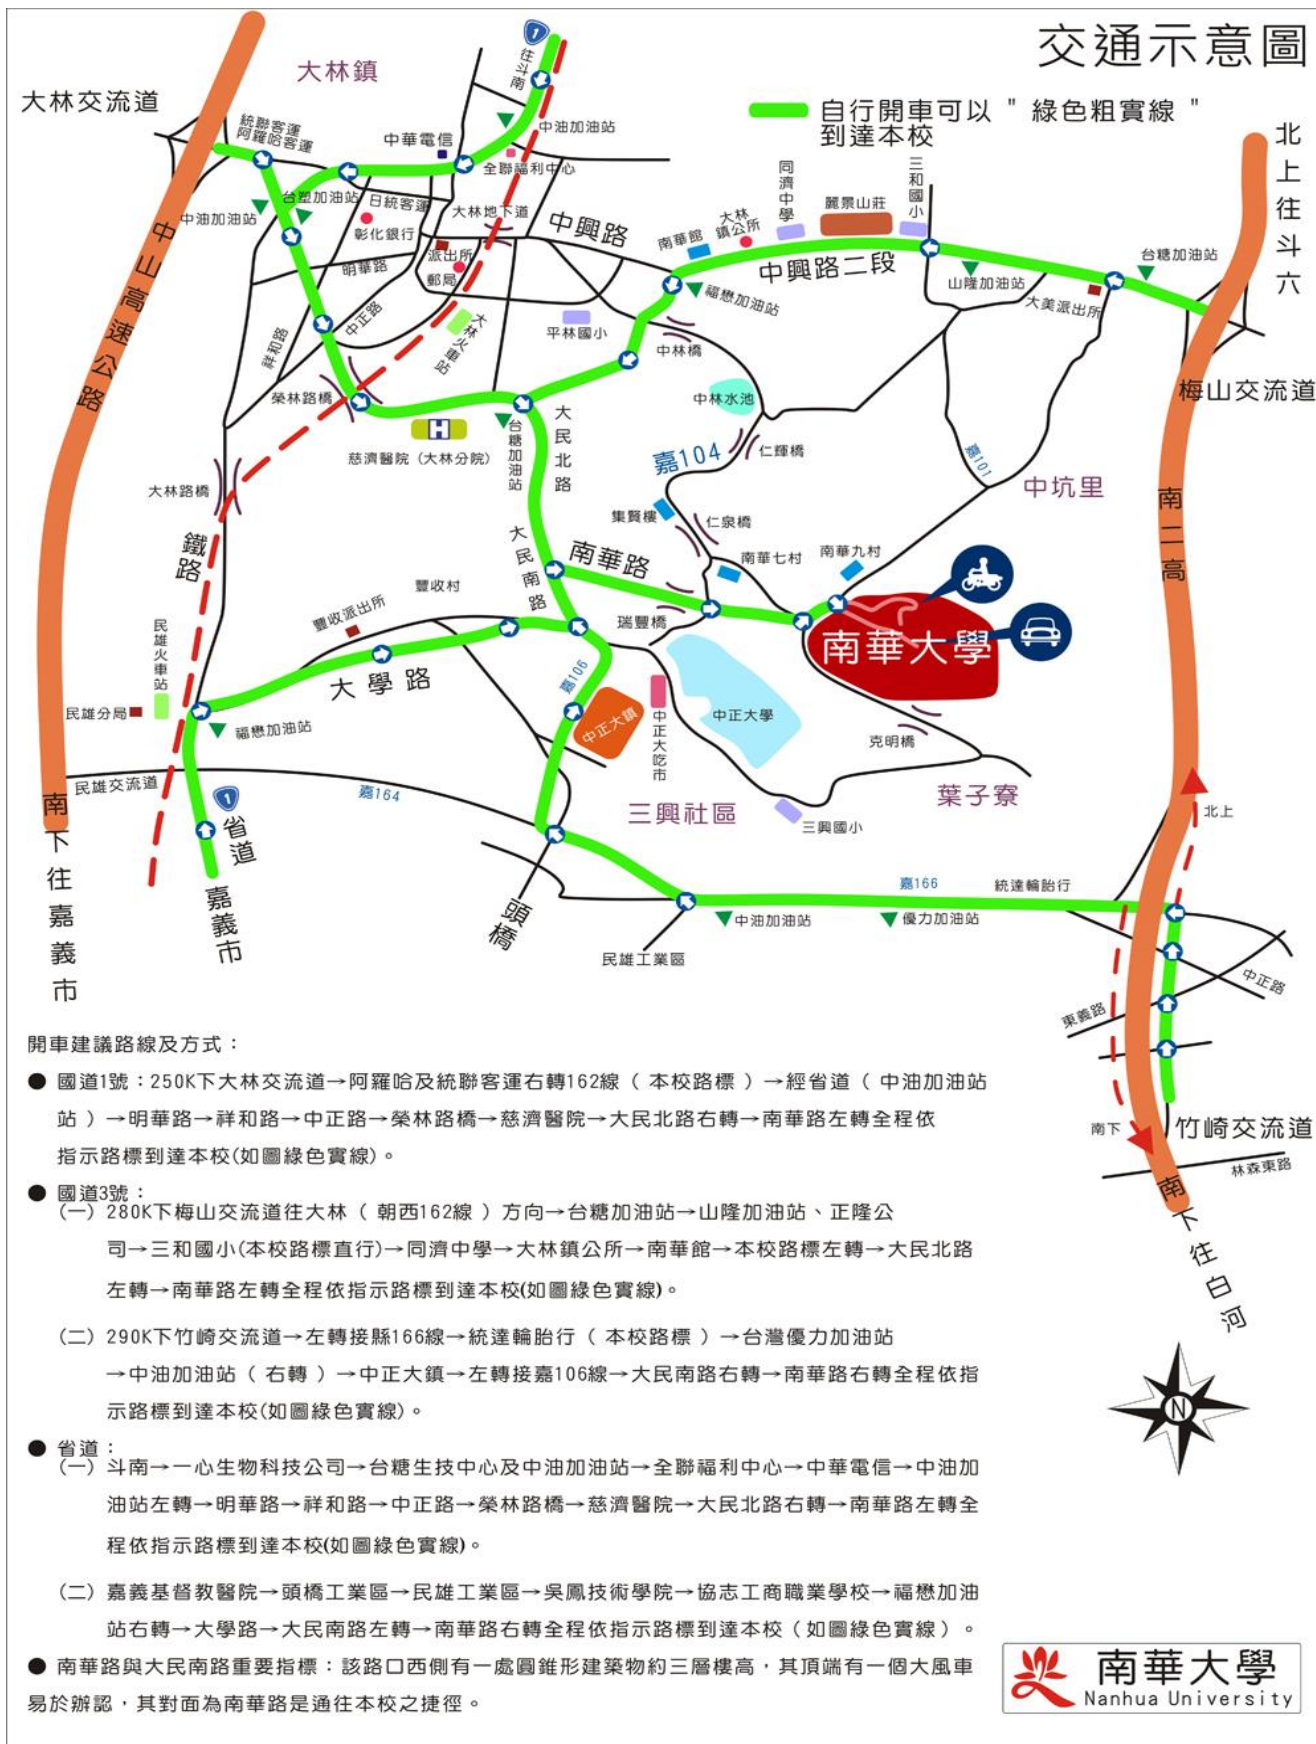 交通示意圖
自行開車可以 " 綠色粗實線 "
到達本校
大林鎮
大林交流道
1
往斗南
統聯客運
阿羅哈客運
中華電信
中油加油站
全聯福利中心
台塑加油站
日統客運
中油加油站
彰化銀行
大林地下道
派出所
郵局
明華路
祥和路
中正路
中興路
南華館
大林
鎮公所
同濟中學
麗景山莊
三和國小
中興路二段
福懋加油站
山隆加油站
大美派出所
台糖加油站
北上往斗六
梅山交流道
中山高速公路
大林火車站
平林國小
中林橋
中林水池
榮林路橋
慈濟醫院 (大林分院)
H
台糖加油站
大民北路
嘉104
仁輝橋
嘉101
中坑里
大林路橋
集賢樓
仁泉橋
南二高
鐵路
大民南路
南華路
南華七村
南華九村
豐收村
豐收派出所
瑞豐橋
南華大學
民雄火車站
大學路
嘉106
民雄分局
福懋加油站
中正大鎮
中正大吃市
中正大學
克明橋
民雄交流道
嘉164
三興社區
三興國小
葉子寮
北上
南下往嘉義市
1
省道
嘉義市
頭橋
嘉166
統達輪胎行
中油加油站
優力加油站
民雄工業區
中正路
東義路
南下
竹崎交流道
林森東路
南下往白河
N
開車建議路線及方式：
● 國道1號：250K下大林交流道→阿羅哈及統聯客運右轉162線（ 本校路標 ）→經省道（ 中油加油站
站 ）→明華路→祥和路→中正路→榮林路橋→慈濟醫院→大民北路右轉→南華路左轉全程依
指示路標到達本校(如圖綠色實線)。
● 國道3號：
(一) 280K下梅山交流道往大林（ 朝西162線 ）方向→台糖加油站→山隆加油站、正隆公
司→三和國小(本校路標直行)→同濟中學→大林鎮公所→南華館→本校路標左轉→大民北路
左轉→南華路左轉全程依指示路標到達本校(如圖綠色實線)。
(二) 290K下竹崎交流道→左轉接縣166線→統達輪胎行（ 本校路標 ）→台灣優力加油站
→中油加油站（ 右轉 ）→中正大鎮→左轉接嘉106線→大民南路右轉→南華路右轉全程依指
示路標到達本校(如圖綠色實線)。
● 省道：
(一) 斗南→一心生物科技公司→台糖生技中心及中油加油站→全聯福利中心→中華電信→中油加
油站左轉→明華路→祥和路→中正路→榮林路橋→慈濟醫院→大民北路右轉→南華路左轉全
程依指示路標到達本校(如圖綠色實線)。
(二) 嘉義基督教醫院→頭橋工業區→民雄工業區→吳鳳技術學院→協志工商職業學校→福懋加油
站右轉→大學路→大民南路左轉→南華路右轉全程依指示路標到達本校（如圖綠色實線）。
● 南華路與大民南路重要指標：該路口西側有一處圓錐形建築物約三層樓高，其頂端有一個大風車
易於辦認，其對面為南華路是通往本校之捷徑。
南華大學
Nanhua University